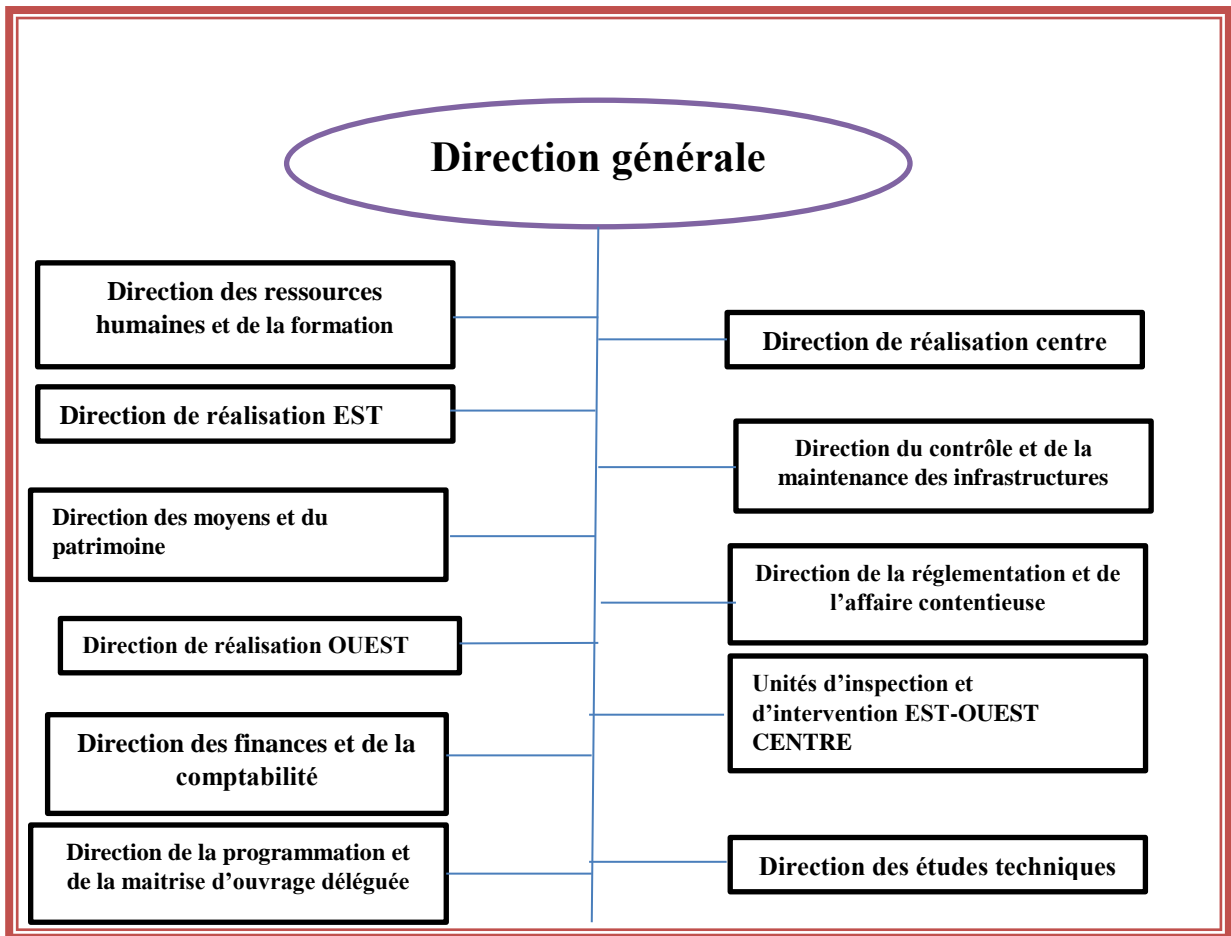 Direction générale
Direction des ressources
humaines et de la formation
Direction de réalisation centre
Direction de réalisation EST
Direction du contrôle et de la
maintenance des infrastructures
Direction des moyens et du
patrimoine
Direction de la réglementation et de
l’affaire contentieuse
Direction de réalisation OUEST
Unités d’inspection et
d’intervention EST-OUEST
CENTRE
Direction des finances et de la
comptabilité
Direction de la programmation et
de la maitrise d’ouvrage déléguée
Direction des études techniques